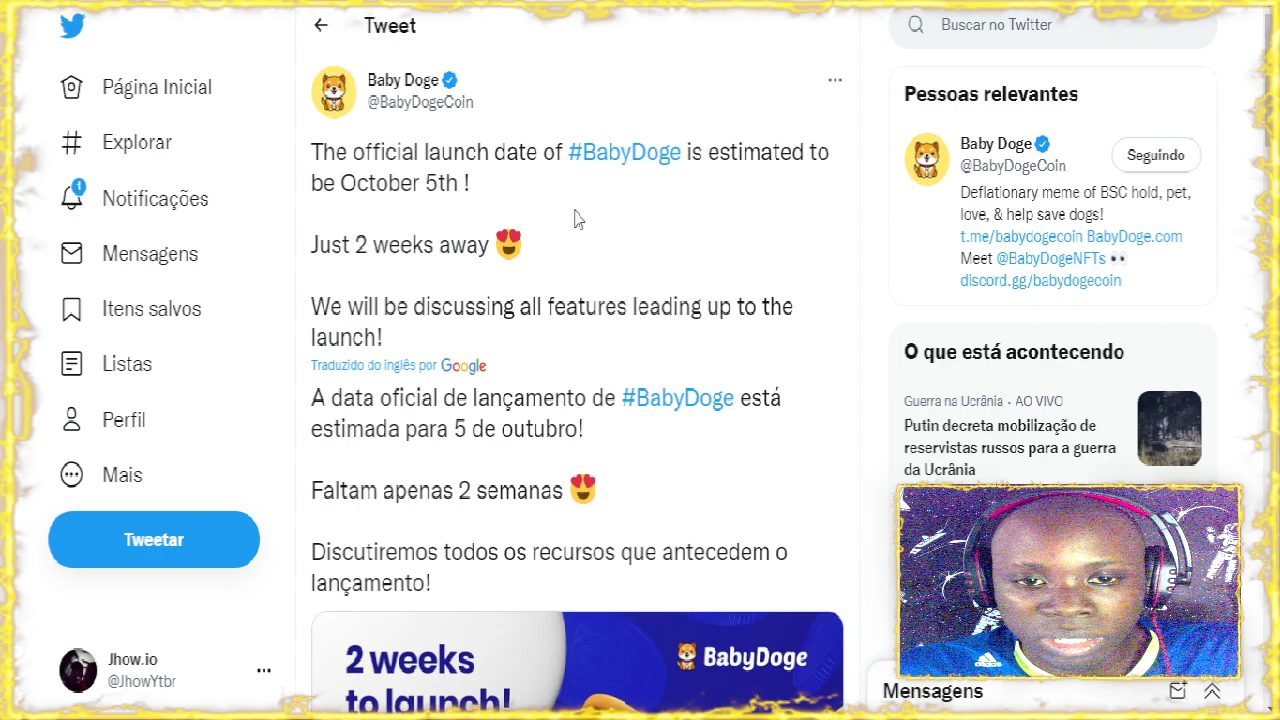 Página Inicial
Explorar
1
Notificações
Mensagens
Itens salvos
Listas
Perfil
Mais
Tweetar
Jhow.io
@JhowYtbr
Tweet
Baby Doge
@BabyDogeCoin
The official launch date of #BabyDoge is estimated to
be October 5th !
Just 2 weeks away 😍
We will be discussing all features leading up to the
launch!
Traduzido do inglês por Google
A data oficial de lançamento de #BabyDoge está
estimada para 5 de outubro!
Faltam apenas 2 semanas 😍
Discutiremos todos os recursos que antecedem o
lançamento!
2 weeks
to launch!
BabyDoge
Buscar no Twitter
Pessoas relevantes
Baby Doge
@BabyDogeCoin
Seguindo
Deflationary meme of BSC hold, pet,
love, & help save dogs!
t.me/babydogecoin BabyDoge.com
Meet @BabyDogeNFTs 👀
discord.gg/babydogecoin
O que está acontecendo
Guerra na Ucrânia · AO VIVO
Putin decreta mobilização de
reservistas russos para a guerra
da Ucrânia
adidas
Mensagens